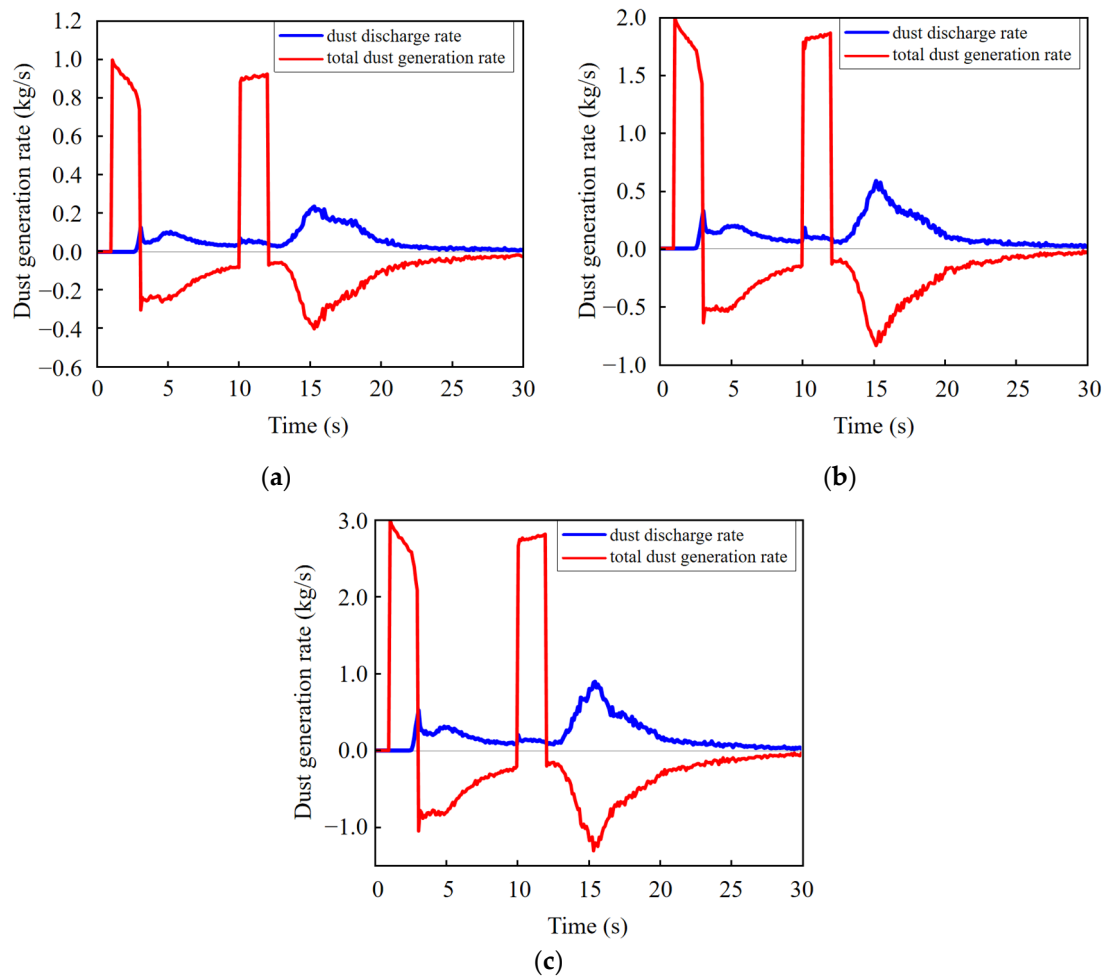 dust discharge rate
total dust generation rate
Dust generation rate (kg/s)
1.2
1.0
0.8
0.6
0.4
0.2
0.0
−0.2
−0.4
−0.6
0 5 10 15 20 25 30
Time (s)
(a)
dust discharge rate
total dust generation rate
Dust generation rate (kg/s)
2.0
1.5
1.0
0.5
0.0
−0.5
−1.0
0 5 10 15 20 25 30
Time (s)
(b)
dust discharge rate
total dust generation rate
Dust generation rate (kg/s)
3.0
2.0
1.0
0.0
−1.0
0 5 10 15 20 25 30
Time (s)
(c)